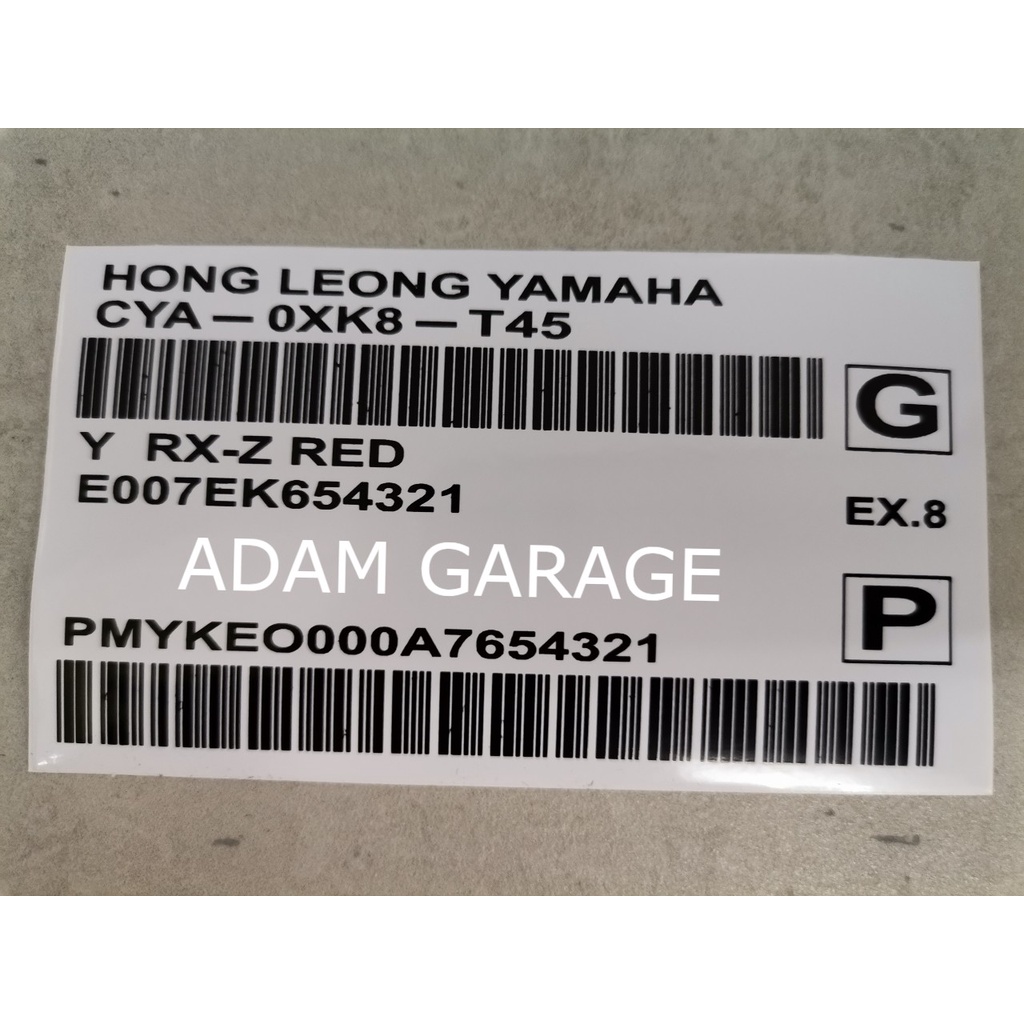 HONG LEONG YAMAHA
CYA – 0XK8 – T45
G
Y RX-Z RED
E007EK654321
EX.8
ADAM GARAGE
P
PMYKEO000A7654321